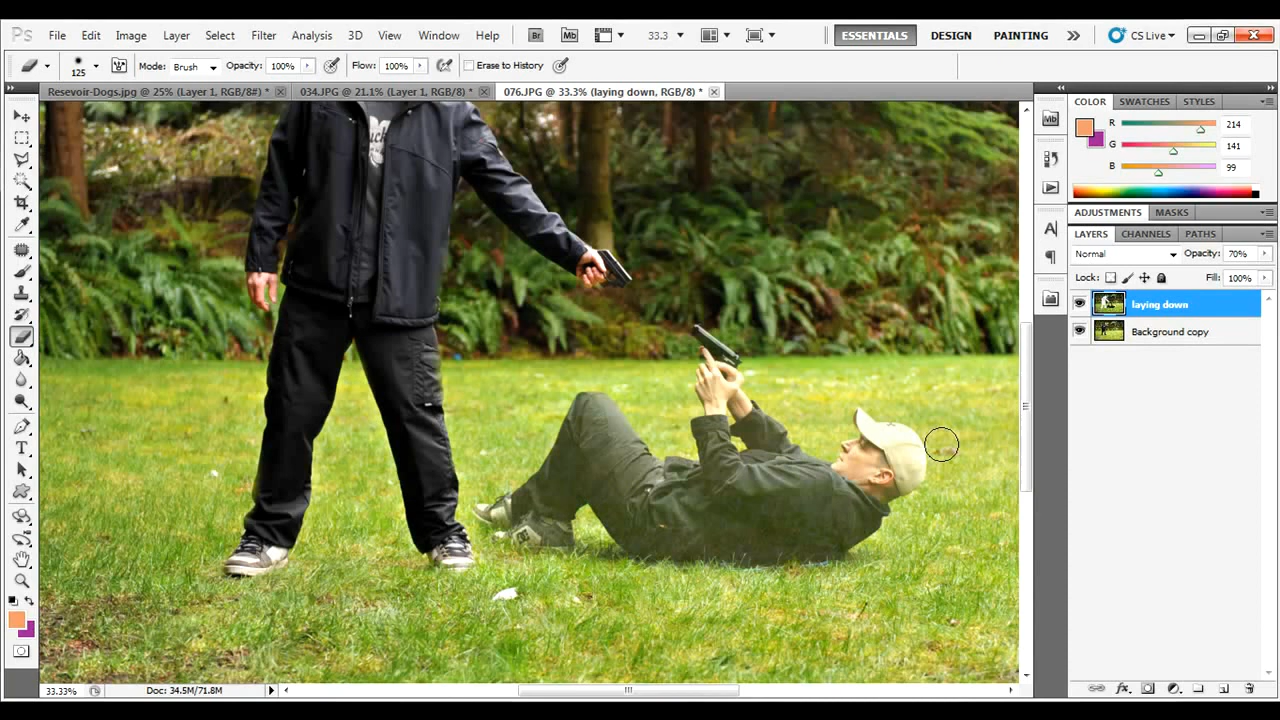 Ps File Edit Image Layer Select Filter Analysis 3D View Window Help Br Mb 33.3 ESSENTIALS DESIGN PAINTING CS Live
125 Mode: Brush Opacity: 100% Flow: 100% Erase to History
Resevoir-Dogs.jpg @ 25% (Layer 1, RGB/8#) * 034.JPG @ 21.1% (Layer 1, RGB/8) * 076.JPG @ 33.3% (laying down, RGB/8) *
Mb
COLOR SWATCHES STYLES
R 214
G 141
B 99
ADJUSTMENTS MASKS
LAYERS CHANNELS PATHS
Normal Opacity: 70%
Lock: Fill: 100%
laying down
Background copy
A
T
fx
33.33% Doc: 34.5M/71.8M